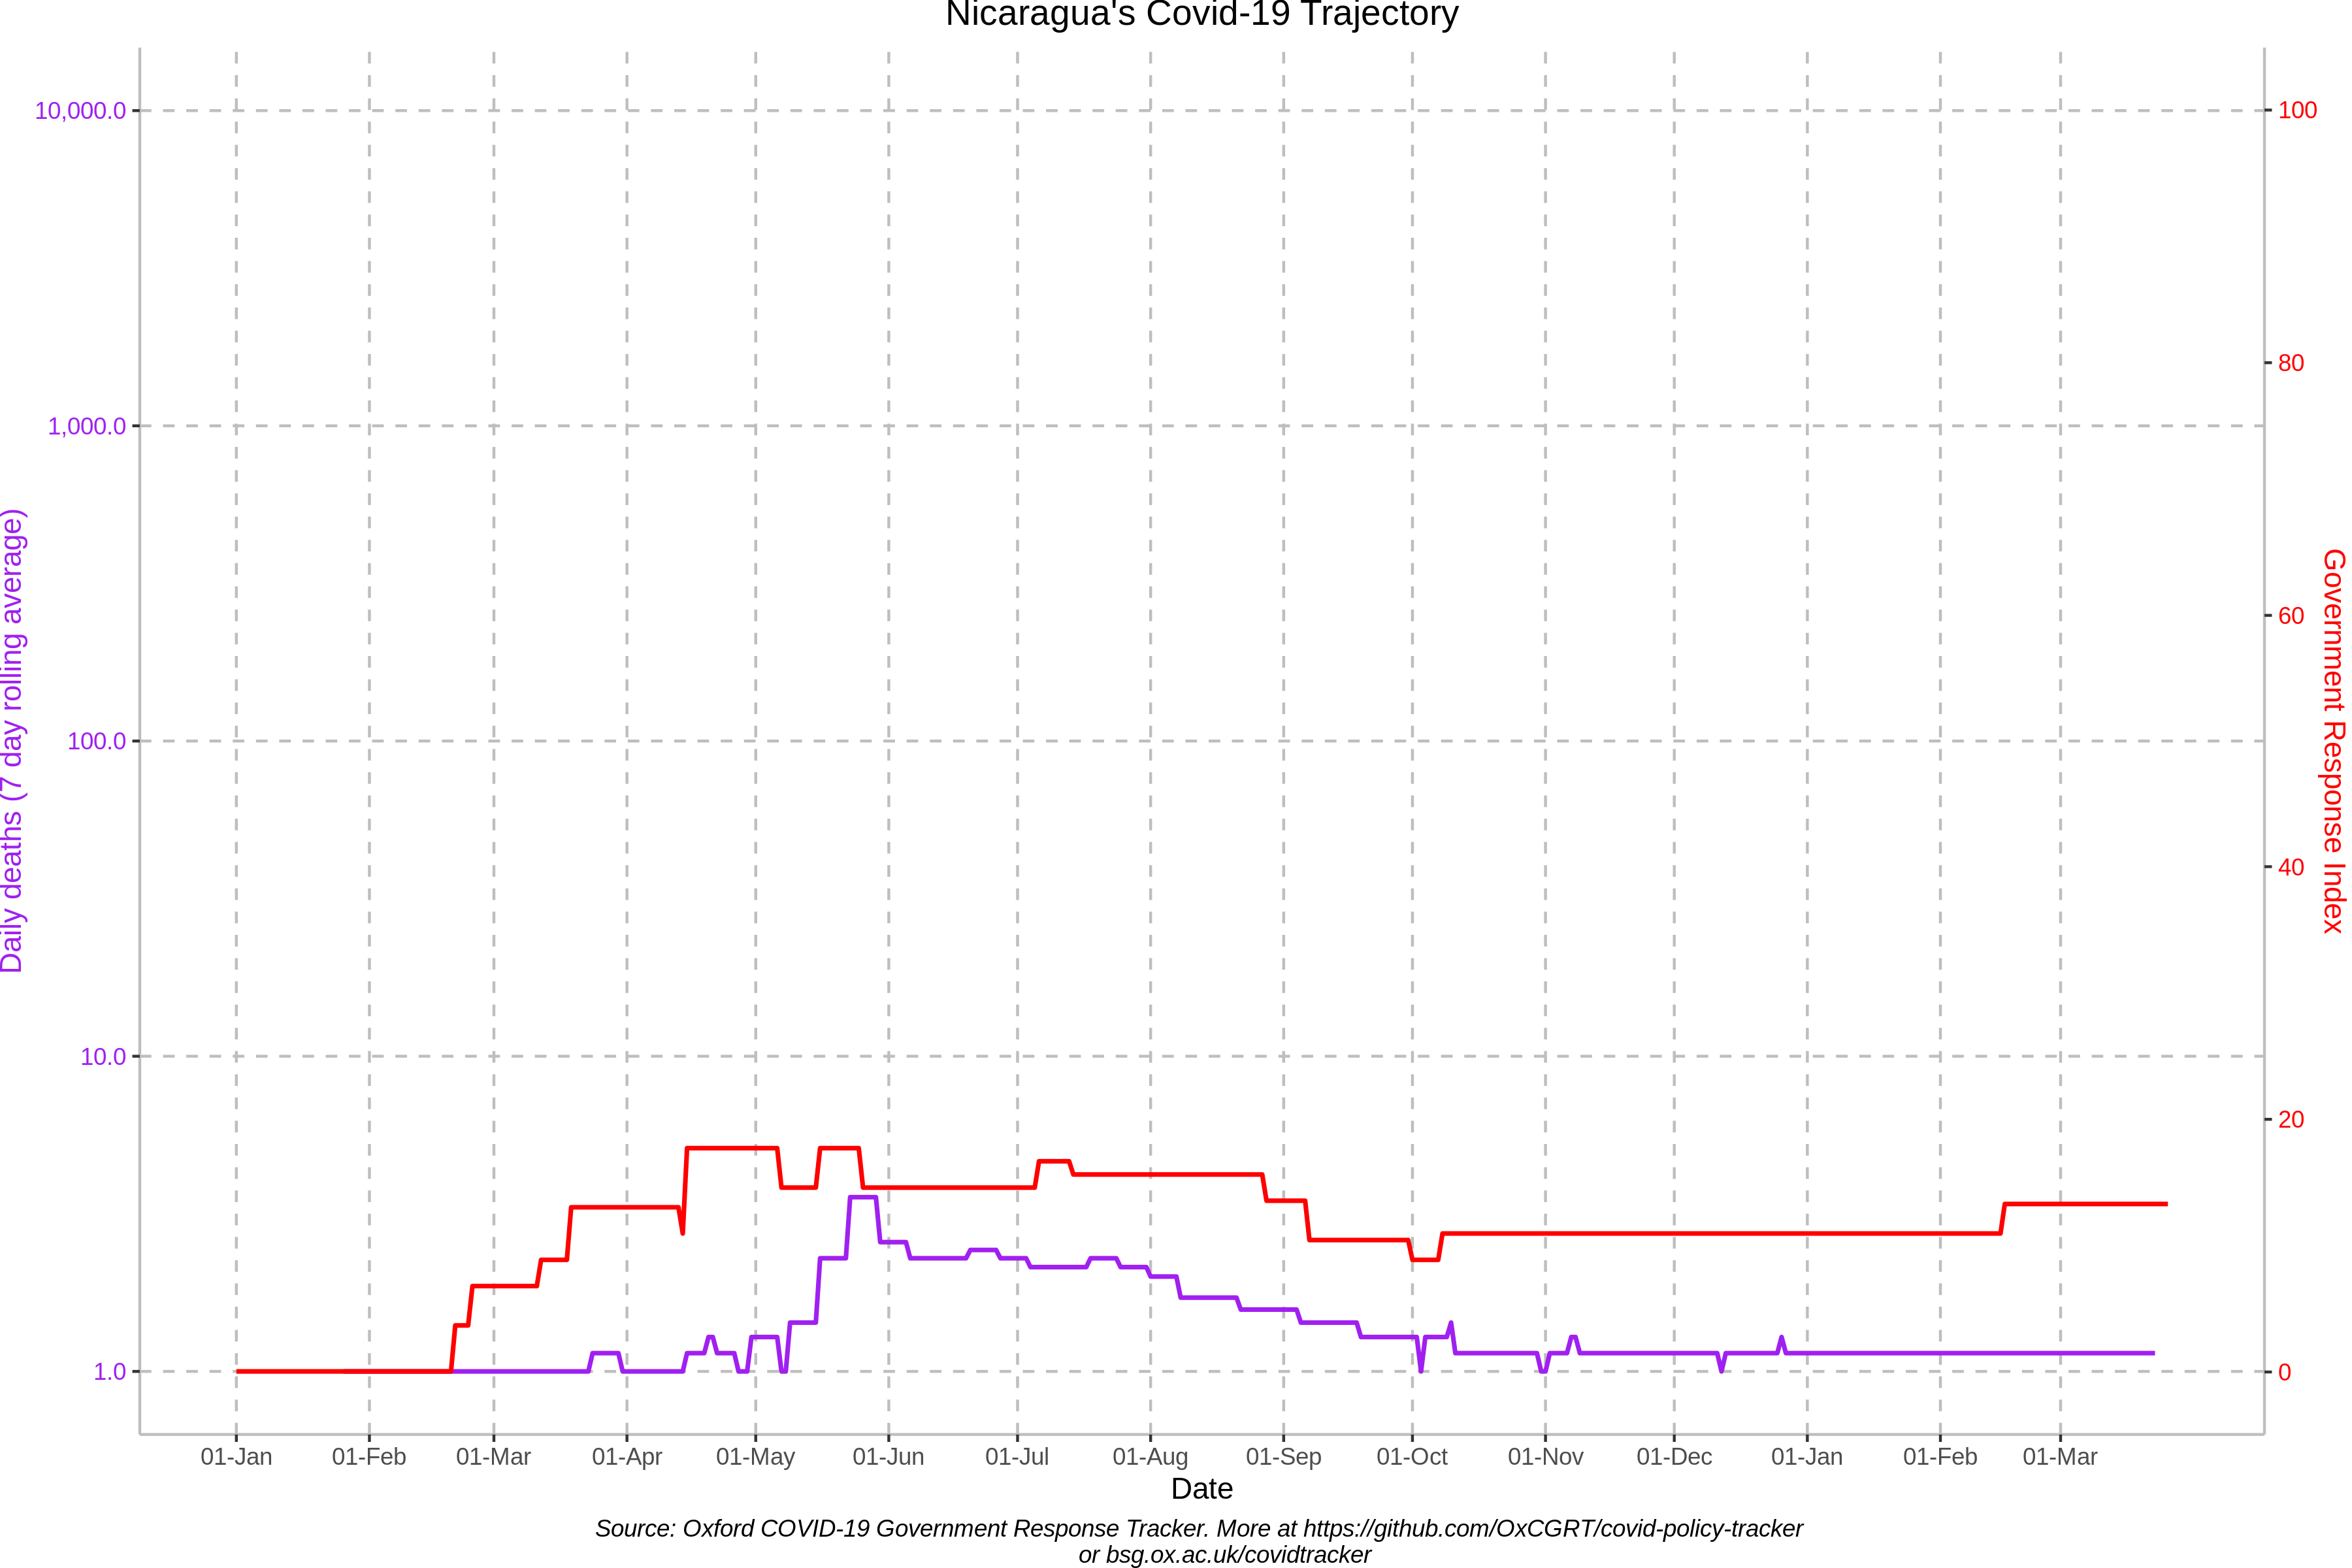 Nicaragua's Covid-19 Trajectory
Daily deaths (7 day rolling average)
10,000.0
1,000.0
100.0
10.0
1.0
100
80
60
40
20
0
Government Response Index
01-Jan 01-Feb 01-Mar 01-Apr 01-May 01-Jun 01-Jul 01-Aug 01-Sep 01-Oct 01-Nov 01-Dec 01-Jan 01-Feb 01-Mar
Date
Source: Oxford COVID-19 Government Response Tracker. More at https://github.com/OxCGRT/covid-policy-tracker
or bsg.ox.ac.uk/covidtracker